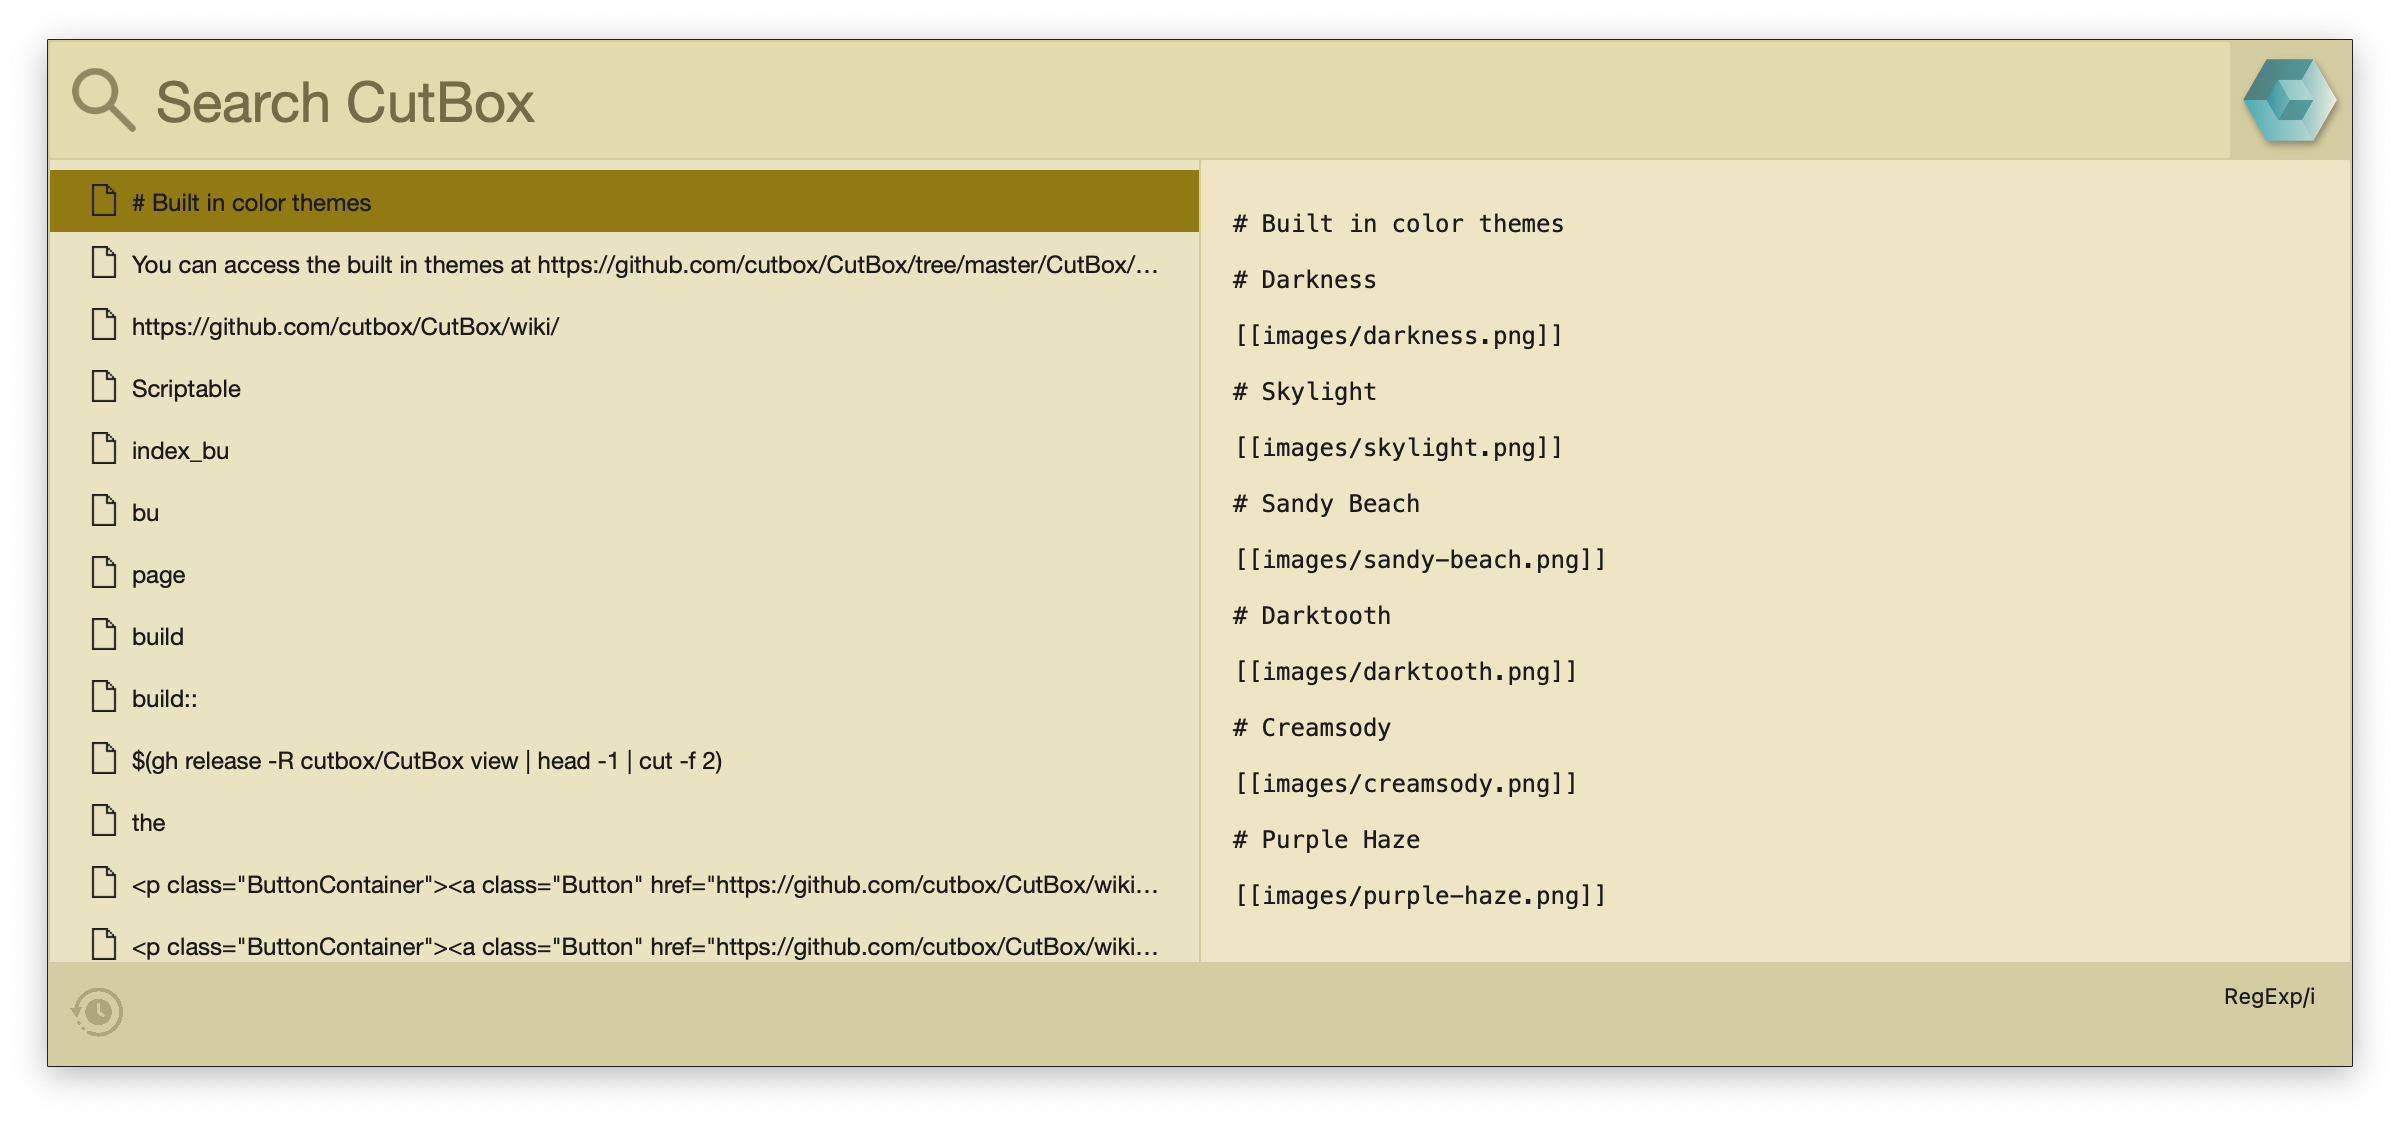 Search CutBox
# Built in color themes
You can access the built in themes at https://github.com/cutbox/CutBox/tree/master/CutBox/…
https://github.com/cutbox/CutBox/wiki/
Scriptable
index_bu
bu
page
build
build::
$(gh release -R cutbox/CutBox view | head -1 | cut -f 2)
the
<p class="ButtonContainer"><a class="Button" href="https://github.com/cutbox/CutBox/wiki…
<p class="ButtonContainer"><a class="Button" href="https://github.com/cutbox/CutBox/wiki…
# Built in color themes
# Darkness
[[images/darkness.png]]
# Skylight
[[images/skylight.png]]
# Sandy Beach
[[images/sandy-beach.png]]
# Darktooth
[[images/darktooth.png]]
# Creamsody
[[images/creamsody.png]]
# Purple Haze
[[images/purple-haze.png]]
RegExp/i